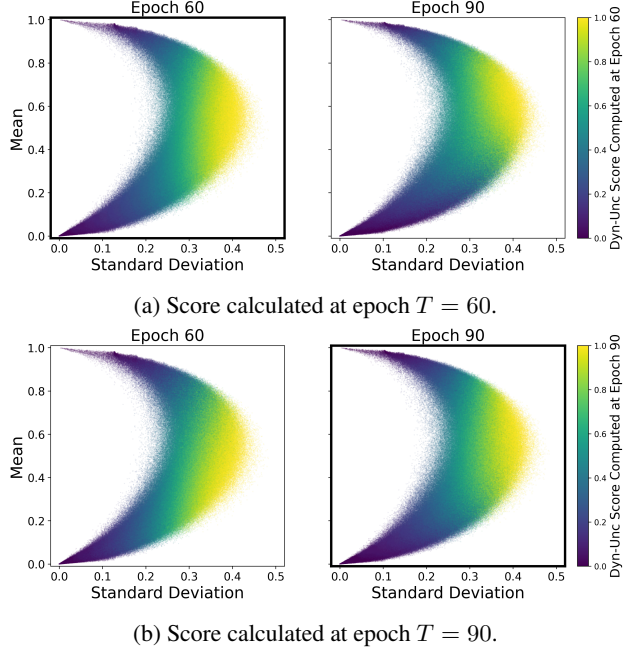 Epoch 60
Epoch 90
1.0
0.8
0.6
0.4
0.2
0.0
Mean
0.0 0.1 0.2 0.3 0.4 0.5
Standard Deviation
0.0 0.1 0.2 0.3 0.4 0.5
Standard Deviation
1.0
0.8
0.6
0.4
0.2
0.0
Dyn-Unc Score Computed at Epoch 60
(a) Score calculated at epoch T = 60.
Epoch 60
Epoch 90
1.0
0.8
0.6
0.4
0.2
0.0
Mean
0.0 0.1 0.2 0.3 0.4 0.5
Standard Deviation
0.0 0.1 0.2 0.3 0.4 0.5
Standard Deviation
1.0
0.8
0.6
0.4
0.2
0.0
Dyn-Unc Score Computed at Epoch 90
(b) Score calculated at epoch T = 90.